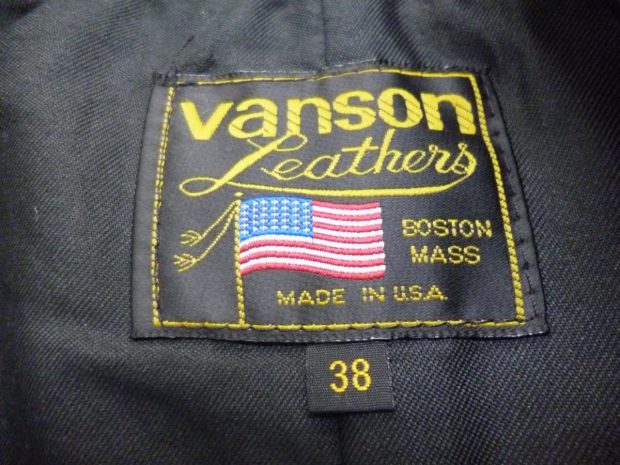 vanson
Leathers
BOSTON
MASS
MADE IN U.S.A.
38